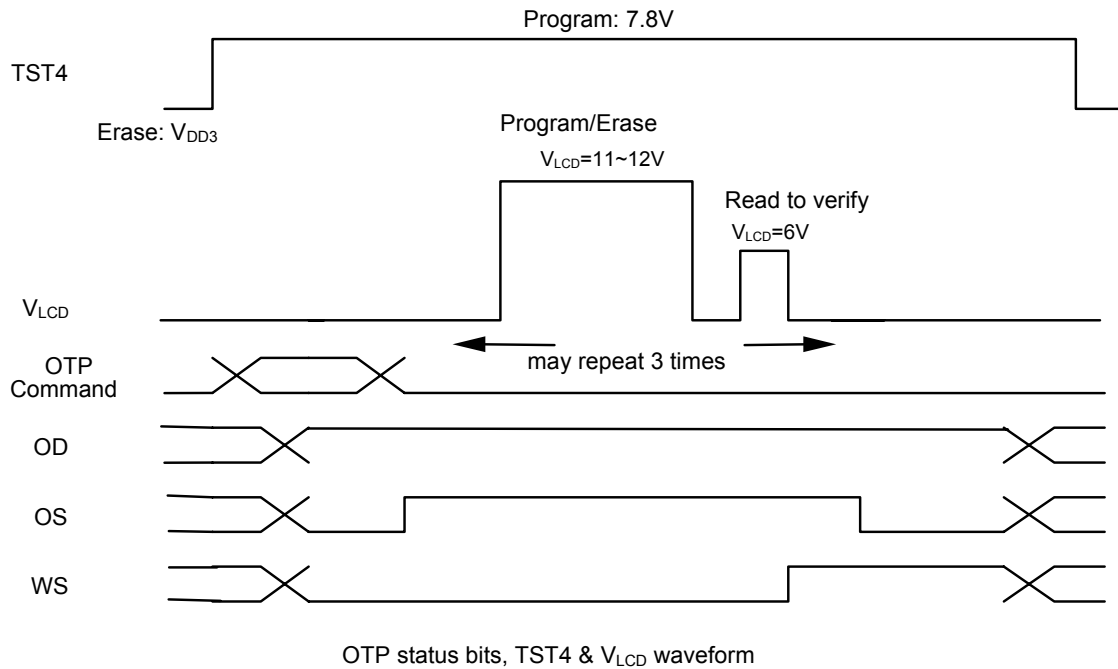 Program: 7.8V
TST4
Erase: VDD3
Program/Erase
VLCD=11~12V
Read to verify
VLCD=6V
VLCD
may repeat 3 times
OTP
Command
OD
OS
WS
OTP status bits, TST4 & VLCD waveform